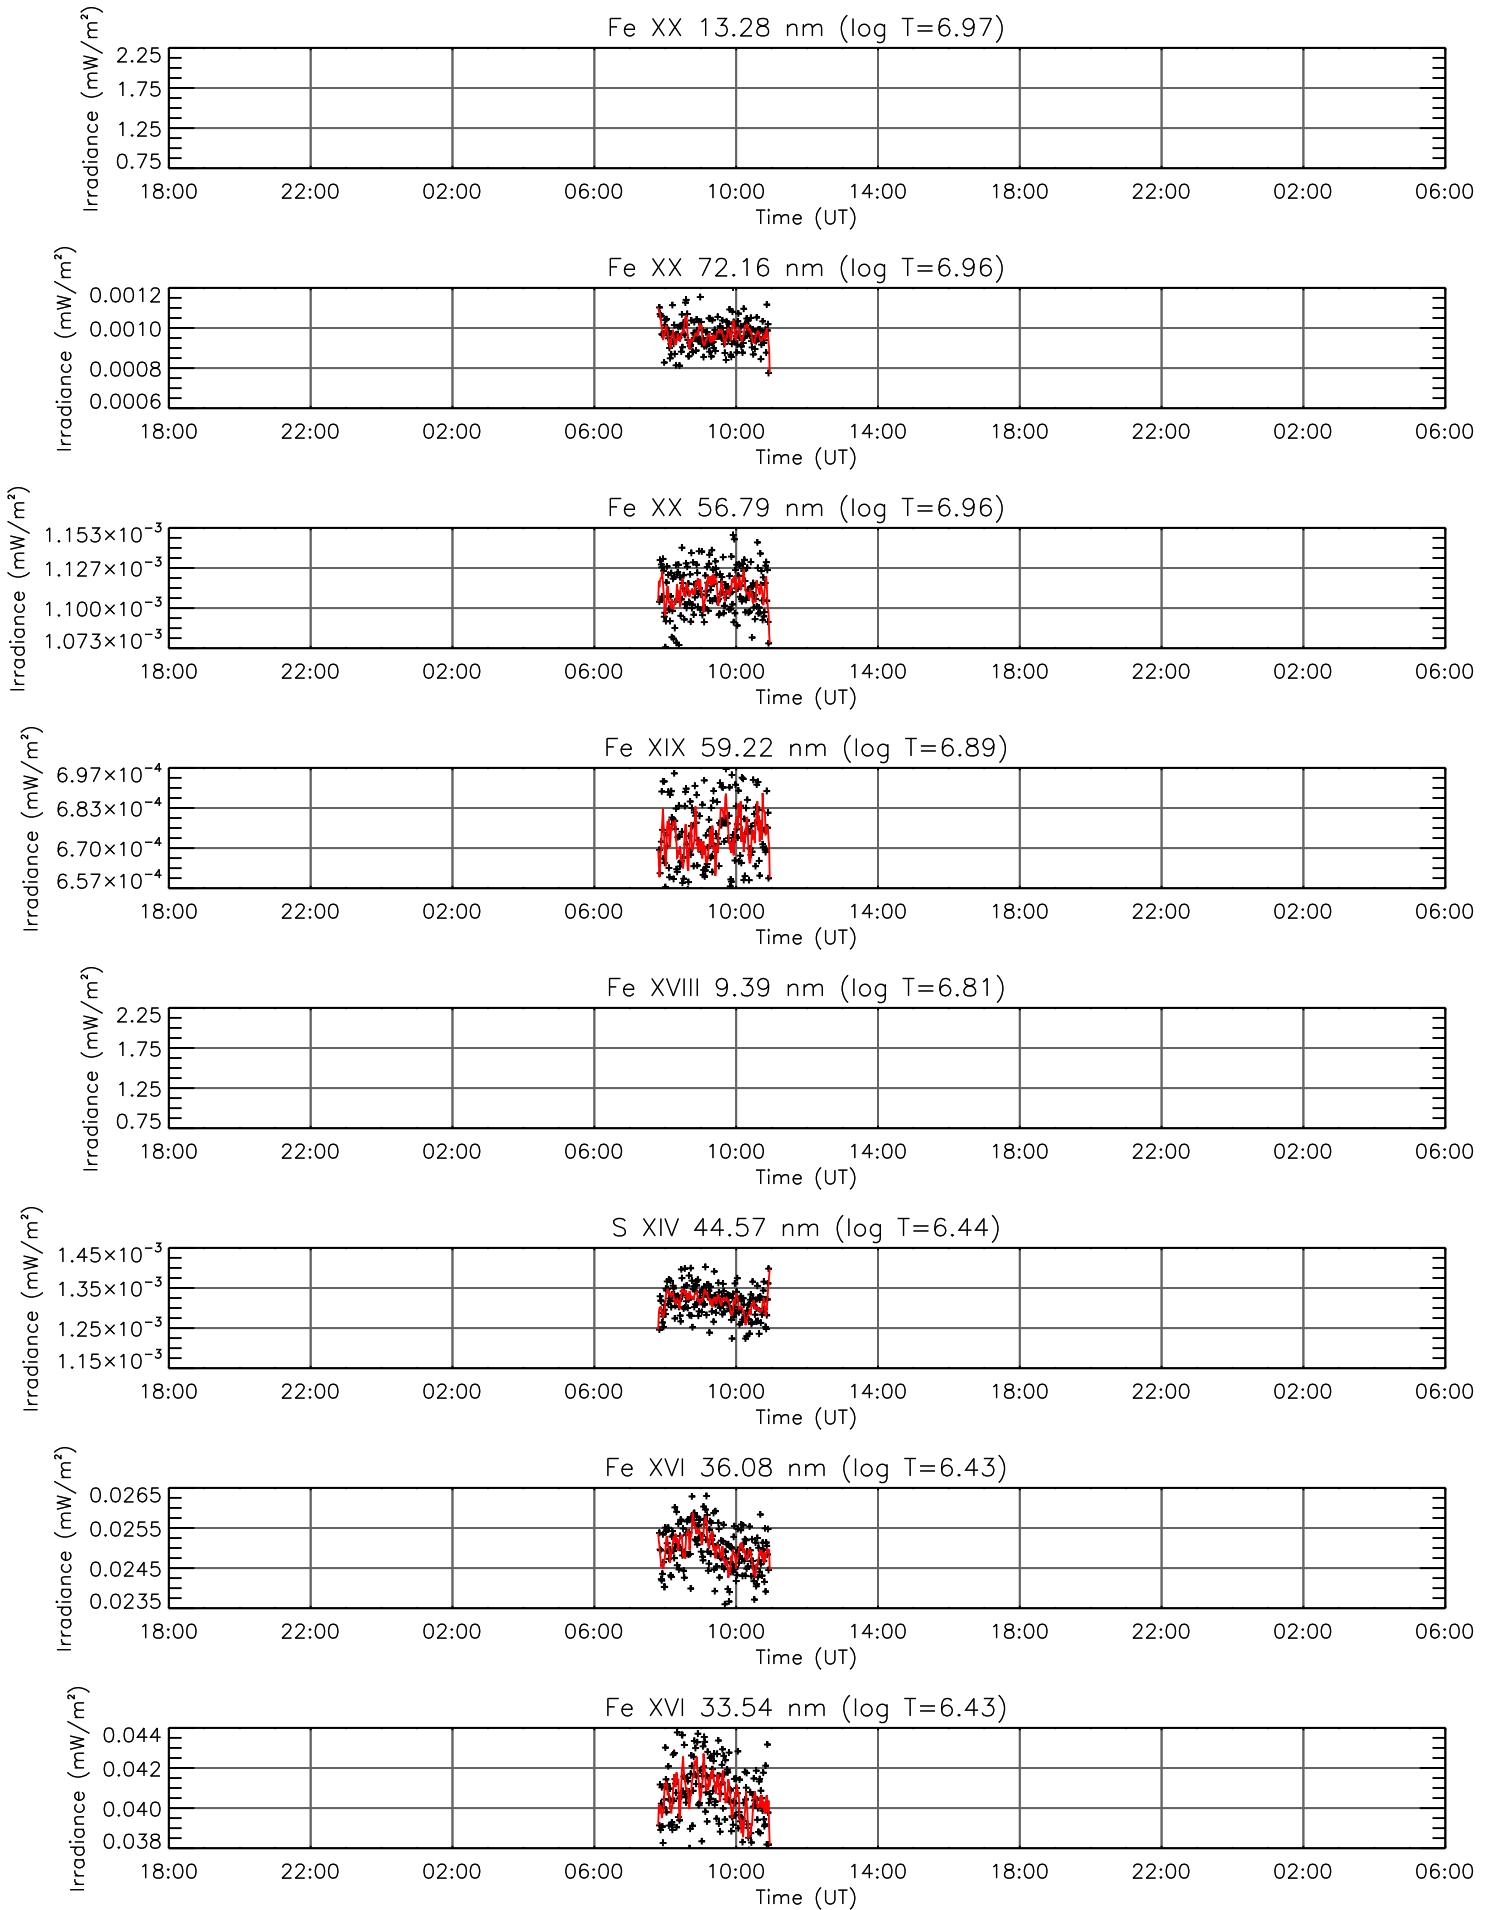 Fe XX 13.28 nm (log T=6.97)
Irradiance (mW/m²)
2.25
1.75
1.25
0.75
18:00 22:00 02:00 06:00 10:00 14:00 18:00 22:00 02:00 06:00
Time (UT)
Fe XX 72.16 nm (log T=6.96)
Irradiance (mW/m²)
0.0012
0.0010
0.0008
0.0006
18:00 22:00 02:00 06:00 10:00 14:00 18:00 22:00 02:00 06:00
Time (UT)
Fe XX 56.79 nm (log T=6.96)
Irradiance (mW/m²)
1.153×10⁻³
1.127×10⁻³
1.100×10⁻³
1.073×10⁻³
18:00 22:00 02:00 06:00 10:00 14:00 18:00 22:00 02:00 06:00
Time (UT)
Fe XIX 59.22 nm (log T=6.89)
Irradiance (mW/m²)
6.97×10⁻⁴
6.83×10⁻⁴
6.70×10⁻⁴
6.57×10⁻⁴
18:00 22:00 02:00 06:00 10:00 14:00 18:00 22:00 02:00 06:00
Time (UT)
Fe XVIII 9.39 nm (log T=6.81)
Irradiance (mW/m²)
2.25
1.75
1.25
0.75
18:00 22:00 02:00 06:00 10:00 14:00 18:00 22:00 02:00 06:00
Time (UT)
S XIV 44.57 nm (log T=6.44)
Irradiance (mW/m²)
1.45×10⁻³
1.35×10⁻³
1.25×10⁻³
1.15×10⁻³
18:00 22:00 02:00 06:00 10:00 14:00 18:00 22:00 02:00 06:00
Time (UT)
Fe XVI 36.08 nm (log T=6.43)
Irradiance (mW/m²)
0.0265
0.0255
0.0245
0.0235
18:00 22:00 02:00 06:00 10:00 14:00 18:00 22:00 02:00 06:00
Time (UT)
Fe XVI 33.54 nm (log T=6.43)
Irradiance (mW/m²)
0.044
0.042
0.040
0.038
18:00 22:00 02:00 06:00 10:00 14:00 18:00 22:00 02:00 06:00
Time (UT)